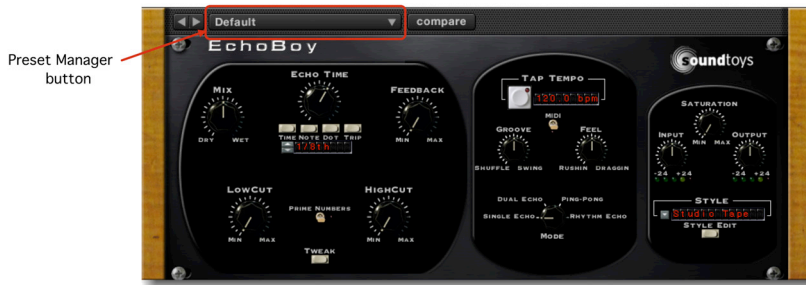 Default
compare
Preset Manager
button
EchoBoy
soundtoys
Echo Time
Mix
Feedback
Dry Wet
Time Note Dot Trip
Min Max
1/8th
LowCut
HighCut
Prime Numbers
Min Max
Min Max
Tweak
Tap Tempo
120.0 bpm
MIDI
Groove
Feel
Shuffle Swing
Rushin Draggin
Dual Echo
Ping-Pong
Single Echo
Rhythm Echo
Mode
Saturation
Input
Min Max
Output
-24 +24
-24 +24
Style
Studio Tape
Style Edit